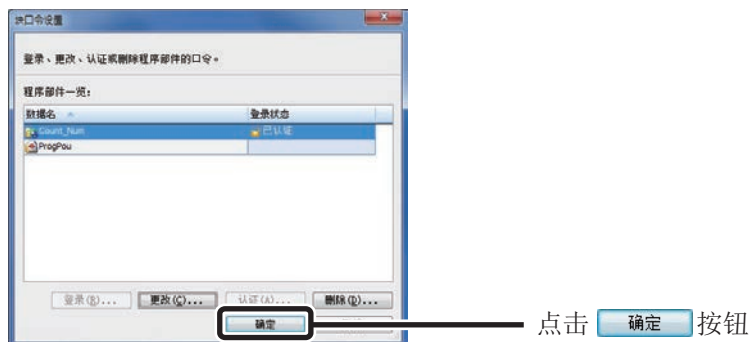 块口令设置
登录、更改、认证或删除程序部件的口令。
程序部件一览：
数据名 登录状态
Count_Num 已认证
ProgPou
登录(R)... 更改(C)... 认证(A)... 删除(D)...
确定
点击 确定 按钮